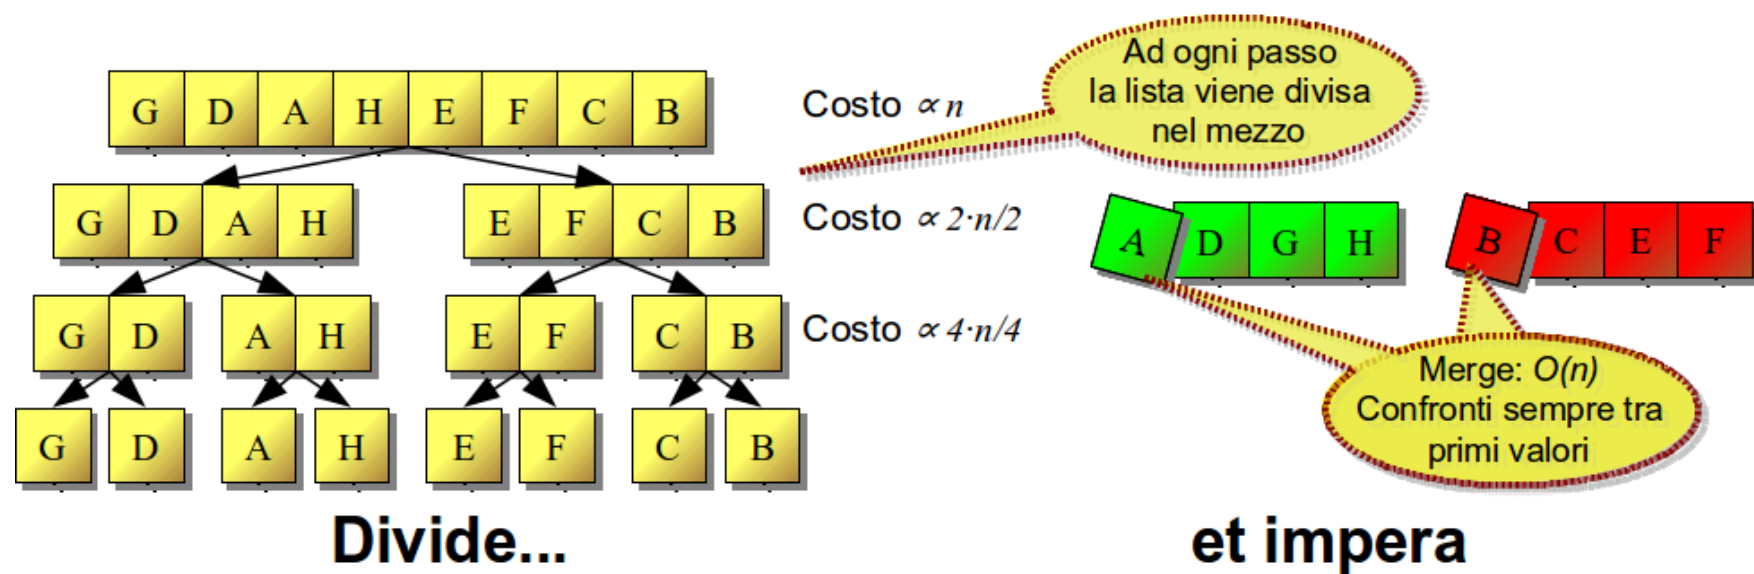 G D A H E F C B
Costo ∝ n
Ad ogni passo
la lista viene divisa
nel mezzo
G D A H
E F C B
Costo ∝ 2·n/2
A D G H
B C E F
G D
A H
E F
C B
Costo ∝ 4·n/4
Merge: O(n)
Confronti sempre tra
primi valori
G D A H E F C B
Divide...
et impera